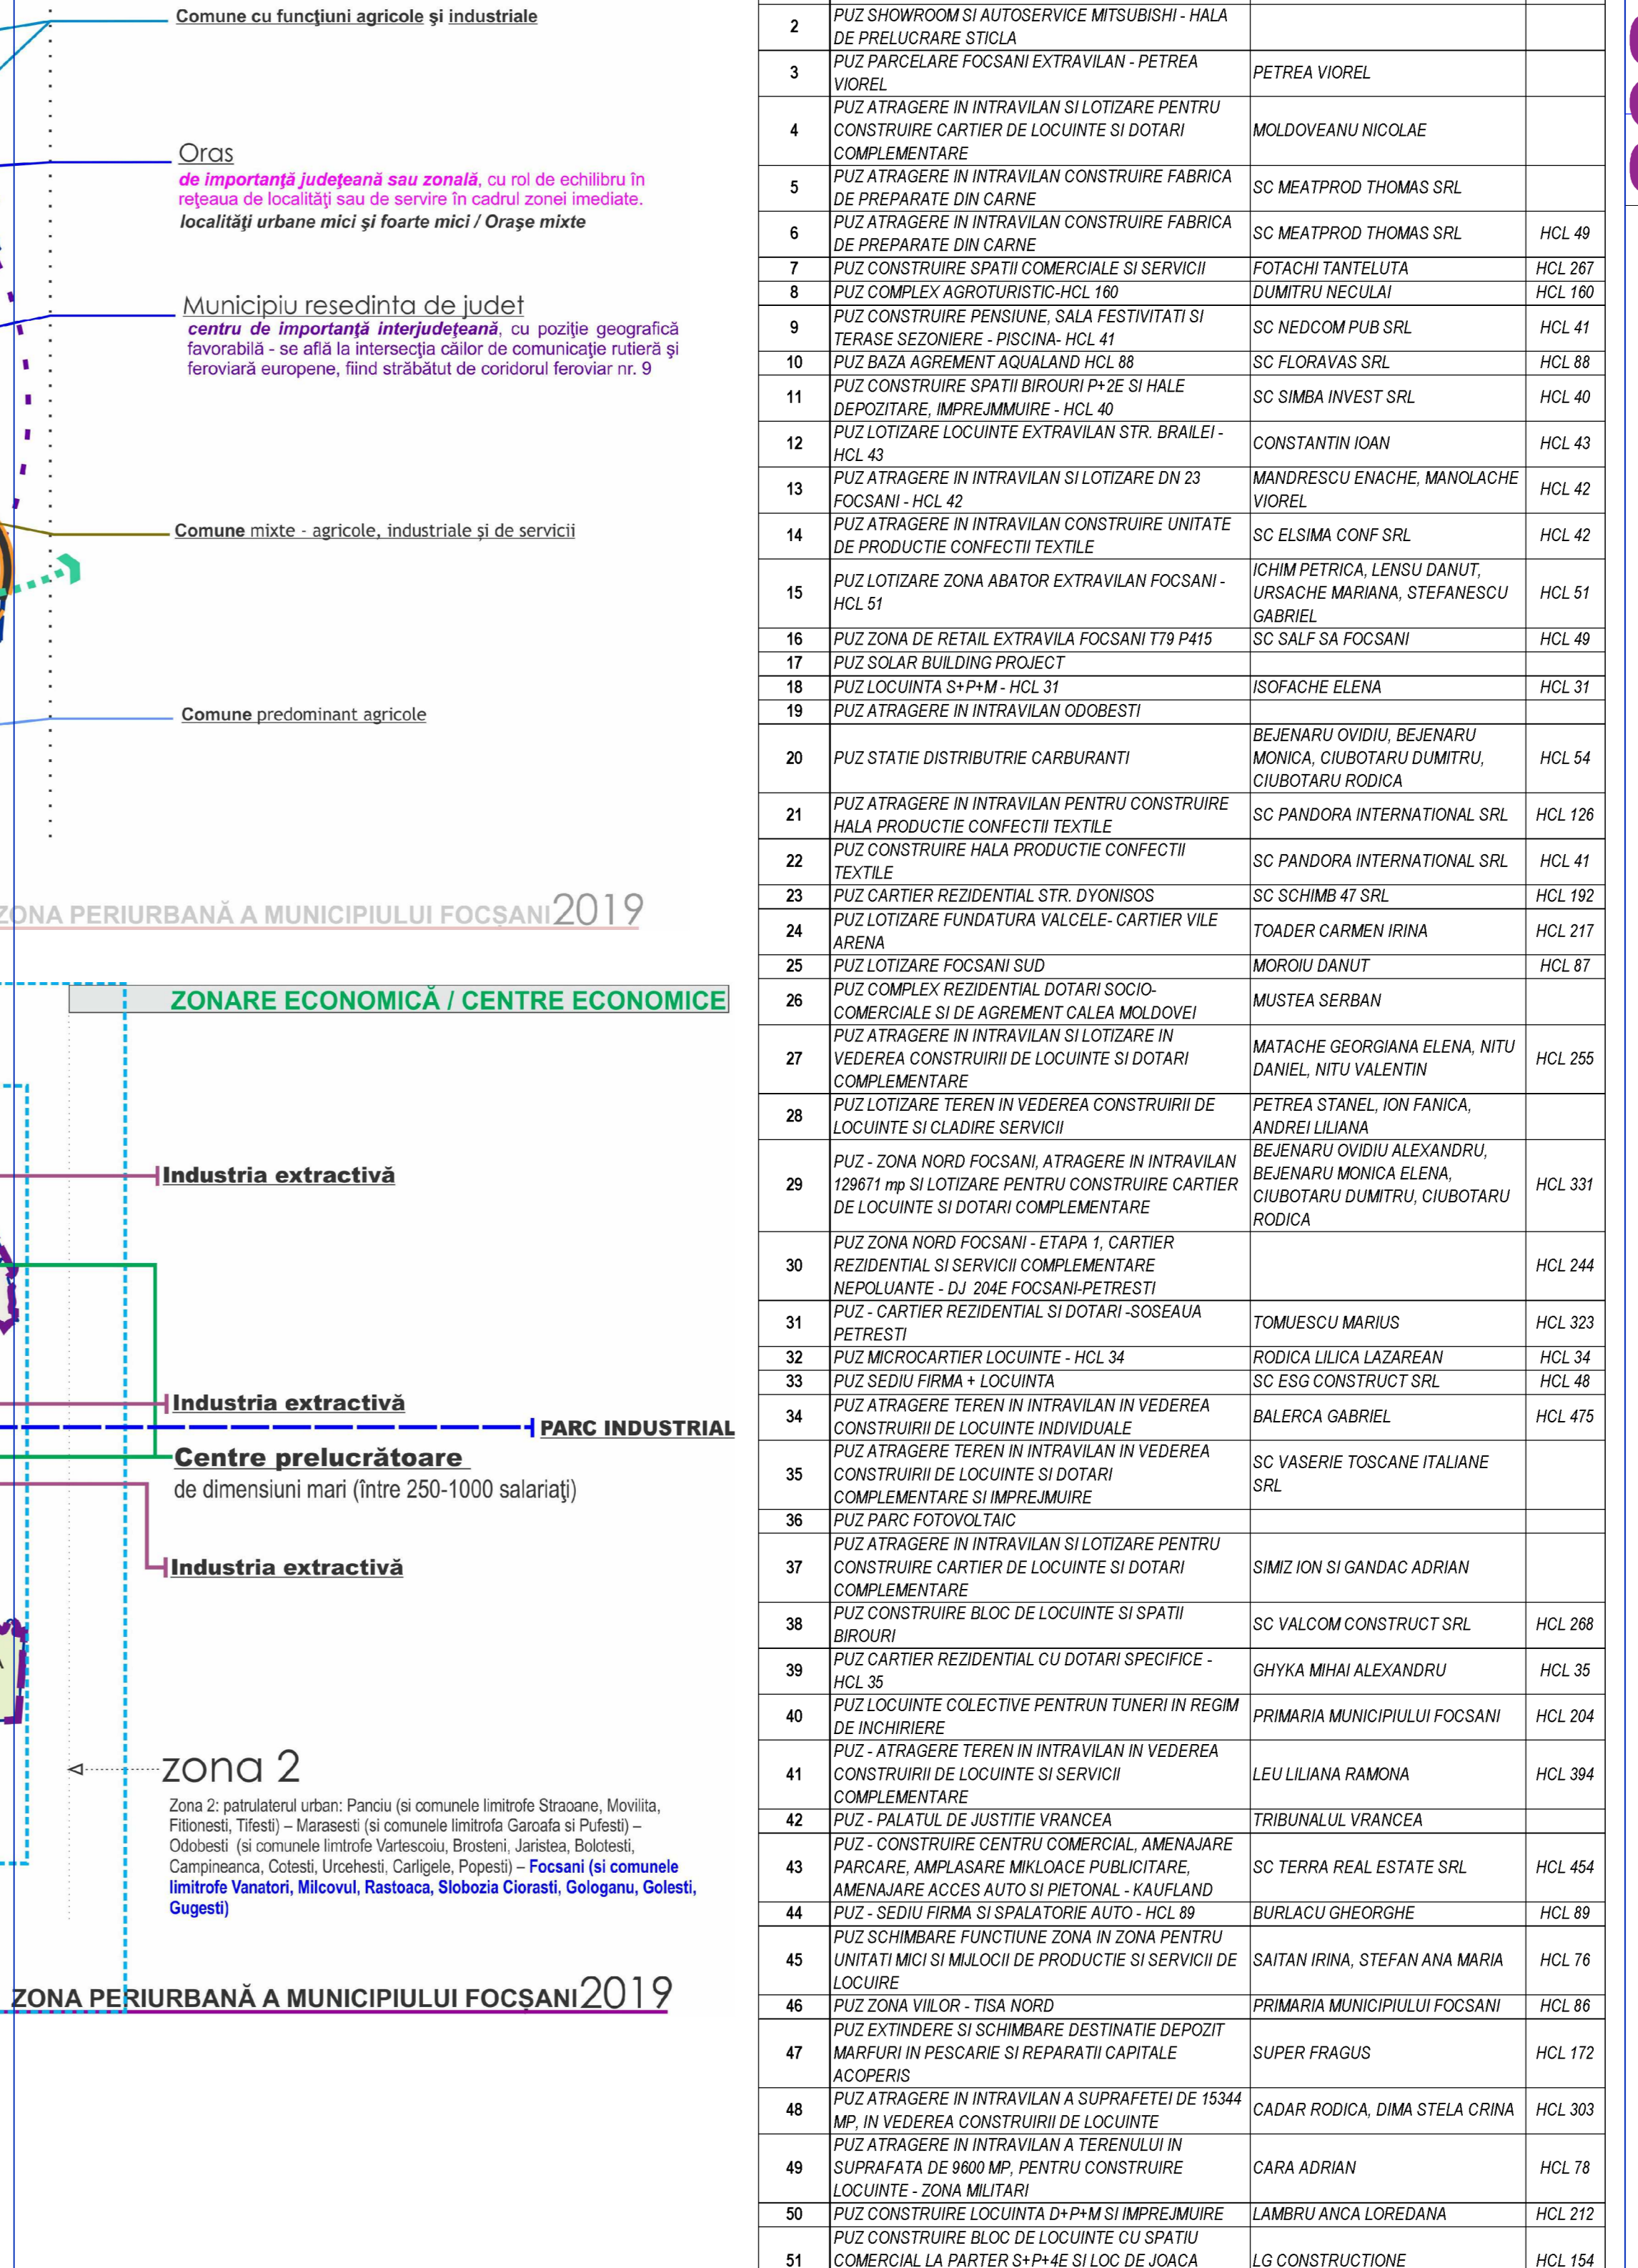 Comune cu funcţiuni agricole şi industriale
Oras
de importanţă judeţeană sau zonală, cu rol de echilibru în
reţeaua de localităţi sau de servire în cadrul zonei imediate.
localităţi urbane mici şi foarte mici / Oraşe mixte
Municipiu resedinta de judet
centru de importanţă interjudeţeană, cu poziţie geografică
favorabilă - se află la intersecţia căilor de comunicaţie rutieră şi
feroviară europene, fiind străbătut de coridorul feroviar nr. 9
Comune mixte - agricole, industriale și de servicii
Comune predominant agricole
ZONA PERIURBANĂ A MUNICIPIULUI FOCȘANI 2019
ZONARE ECONOMICĂ / CENTRE ECONOMICE
Industria extractivă
Industria extractivă
PARC INDUSTRIAL
Centre prelucrătoare
de dimensiuni mari (între 250-1000 salariaţi)
Industria extractivă
zona 2
Zona 2: patrulaterul urban: Panciu (si comunele limitrofe Straoane, Movilita,
Fitionesti, Tifesti) – Marasesti (si comunele limitrofa Garoafa si Pufesti) –
Odobesti (si comunele limtrofe Vartescoiu, Brosteni, Jaristea, Bolotesti,
Campineanca, Cotesti, Urcehesti, Carligele, Popesti) – Focsani (si comunele
limitrofe Vanatori, Milcovul, Rastoaca, Slobozia Ciorasti, Gologanu, Golesti,
Gugesti)
ZONA PERIURBANĂ A MUNICIPIULUI FOCȘANI 2019
2 PUZ SHOWROOM SI AUTOSERVICE MITSUBISHI - HALA
DE PRELUCRARE STICLA
3 PUZ PARCELARE FOCSANI EXTRAVILAN - PETREA
VIOREL PETREA VIOREL
4 PUZ ATRAGERE IN INTRAVILAN SI LOTIZARE PENTRU
CONSTRUIRE CARTIER DE LOCUINTE SI DOTARI
COMPLEMENTARE MOLDOVEANU NICOLAE
5 PUZ ATRAGERE IN INTRAVILAN CONSTRUIRE FABRICA
DE PREPARATE DIN CARNE SC MEATPROD THOMAS SRL
6 PUZ ATRAGERE IN INTRAVILAN CONSTRUIRE FABRICA
DE PREPARATE DIN CARNE SC MEATPROD THOMAS SRL HCL 49
7 PUZ CONSTRUIRE SPATII COMERCIALE SI SERVICII FOTACHI TANTELUTA HCL 267
8 PUZ COMPLEX AGROTURISTIC-HCL 160 DUMITRU NECULAI HCL 160
9 PUZ CONSTRUIRE PENSIUNE, SALA FESTIVITATI SI
TERASE SEZONIERE - PISCINA- HCL 41 SC NEDCOM PUB SRL HCL 41
10 PUZ BAZA AGREMENT AQUALAND HCL 88 SC FLORAVAS SRL HCL 88
11 PUZ CONSTRUIRE SPATII BIROURI P+2E SI HALE
DEPOZITARE, IMPREJMMUIRE - HCL 40 SC SIMBA INVEST SRL HCL 40
12 PUZ LOTIZARE LOCUINTE EXTRAVILAN STR. BRAILEI -
HCL 43 CONSTANTIN IOAN HCL 43
13 PUZ ATRAGERE IN INTRAVILAN SI LOTIZARE DN 23
FOCSANI - HCL 42 MANDRESCU ENACHE, MANOLACHE
VIOREL HCL 42
14 PUZ ATRAGERE IN INTRAVILAN CONSTRUIRE UNITATE
DE PRODUCTIE CONFECTII TEXTILE SC ELSIMA CONF SRL HCL 42
15 PUZ LOTIZARE ZONA ABATOR EXTRAVILAN FOCSANI -
HCL 51 ICHIM PETRICA, LENSU DANUT,
URSACHE MARIANA, STEFANESCU
GABRIEL HCL 51
16 PUZ ZONA DE RETAIL EXTRAVILA FOCSANI T79 P415 SC SALF SA FOCSANI HCL 49
17 PUZ SOLAR BUILDING PROJECT
18 PUZ LOCUINTA S+P+M - HCL 31 ISOFACHE ELENA HCL 31
19 PUZ ATRAGERE IN INTRAVILAN ODOBESTI
20 PUZ STATIE DISTRIBUTRIE CARBURANTI BEJENARU OVIDIU, BEJENARU
MONICA, CIUBOTARU DUMITRU,
CIUBOTARU RODICA HCL 54
21 PUZ ATRAGERE IN INTRAVILAN PENTRU CONSTRUIRE
HALA PRODUCTIE CONFECTII TEXTILE SC PANDORA INTERNATIONAL SRL HCL 126
22 PUZ CONSTRUIRE HALA PRODUCTIE CONFECTII
TEXTILE SC PANDORA INTERNATIONAL SRL HCL 41
23 PUZ CARTIER REZIDENTIAL STR. DYONISOS SC SCHIMB 47 SRL HCL 192
24 PUZ LOTIZARE FUNDATURA VALCELE- CARTIER VILE
ARENA TOADER CARMEN IRINA HCL 217
25 PUZ LOTIZARE FOCSANI SUD MOROIU DANUT HCL 87
26 PUZ COMPLEX REZIDENTIAL DOTARI SOCIO-
COMERCIALE SI DE AGREMENT CALEA MOLDOVEI MUSTEA SERBAN
27 PUZ ATRAGERE IN INTRAVILAN SI LOTIZARE IN
VEDEREA CONSTRUIRII DE LOCUINTE SI DOTARI
COMPLEMENTARE MATACHE GEORGIANA ELENA, NITU
DANIEL, NITU VALENTIN HCL 255
28 PUZ LOTIZARE TEREN IN VEDEREA CONSTRUIRII DE
LOCUINTE SI CLADIRE SERVICII PETREA STANEL, ION FANICA,
ANDREI LILIANA
29 PUZ - ZONA NORD FOCSANI, ATRAGERE IN INTRAVILAN
129671 mp SI LOTIZARE PENTRU CONSTRUIRE CARTIER
DE LOCUINTE SI DOTARI COMPLEMENTARE BEJENARU OVIDIU ALEXANDRU,
BEJENARU MONICA ELENA,
CIUBOTARU DUMITRU, CIUBOTARU
RODICA HCL 331
30 PUZ ZONA NORD FOCSANI - ETAPA 1, CARTIER
REZIDENTIAL SI SERVICII COMPLEMENTARE
NEPOLUANTE - DJ 204E FOCSANI-PETRESTI HCL 244
31 PUZ - CARTIER REZIDENTIAL SI DOTARI -SOSEAUA
PETRESTI TOMUESCU MARIUS HCL 323
32 PUZ MICROCARTIER LOCUINTE - HCL 34 RODICA LILICA LAZAREAN HCL 34
33 PUZ SEDIU FIRMA + LOCUINTA SC ESG CONSTRUCT SRL HCL 48
34 PUZ ATRAGERE TEREN IN INTRAVILAN IN VEDEREA
CONSTRUIRII DE LOCUINTE INDIVIDUALE BALERCA GABRIEL HCL 475
35 PUZ ATRAGERE TEREN IN INTRAVILAN IN VEDEREA
CONSTRUIRII DE LOCUINTE SI DOTARI
COMPLEMENTARE SI IMPREJMUIRE SC VASERIE TOSCANE ITALIANE
SRL
36 PUZ PARC FOTOVOLTAIC
37 PUZ ATRAGERE IN INTRAVILAN SI LOTIZARE PENTRU
CONSTRUIRE CARTIER DE LOCUINTE SI DOTARI
COMPLEMENTARE SIMIZ ION SI GANDAC ADRIAN
38 PUZ CONSTRUIRE BLOC DE LOCUINTE SI SPATII
BIROURI SC VALCOM CONSTRUCT SRL HCL 268
39 PUZ CARTIER REZIDENTIAL CU DOTARI SPECIFICE -
HCL 35 GHYKA MIHAI ALEXANDRU HCL 35
40 PUZ LOCUINTE COLECTIVE PENTRUN TUNERI IN REGIM
DE INCHIRIERE PRIMARIA MUNICIPIULUI FOCSANI HCL 204
41 PUZ - ATRAGERE TEREN IN INTRAVILAN IN VEDEREA
CONSTRUIRII DE LOCUINTE SI SERVICII
COMPLEMENTARE LEU LILIANA RAMONA HCL 394
42 PUZ - PALATUL DE JUSTITIE VRANCEA TRIBUNALUL VRANCEA
43 PUZ - CONSTRUIRE CENTRU COMERCIAL, AMENAJARE
PARCARE, AMPLASARE MIKLOACE PUBLICITARE,
AMENAJARE ACCES AUTO SI PIETONAL - KAUFLAND SC TERRA REAL ESTATE SRL HCL 454
44 PUZ - SEDIU FIRMA SI SPALATORIE AUTO - HCL 89 BURLACU GHEORGHE HCL 89
45 PUZ SCHIMBARE FUNCTIUNE ZONA IN ZONA PENTRU
UNITATI MICI SI MIJLOCII DE PRODUCTIE SI SERVICII DE
LOCUIRE SAITAN IRINA, STEFAN ANA MARIA HCL 76
46 PUZ ZONA VIILOR - TISA NORD PRIMARIA MUNICIPIULUI FOCSANI HCL 86
47 PUZ EXTINDERE SI SCHIMBARE DESTINATIE DEPOZIT
MARFURI IN PESCARIE SI REPARATII CAPITALE
ACOPERIS SUPER FRAGUS HCL 172
48 PUZ ATRAGERE IN INTRAVILAN A SUPRAFETEI DE 15344
MP, IN VEDEREA CONSTRUIRII DE LOCUINTE CADAR RODICA, DIMA STELA CRINA HCL 303
49 PUZ ATRAGERE IN INTRAVILAN A TERENULUI IN
SUPRAFATA DE 9600 MP, PENTRU CONSTRUIRE
LOCUINTE - ZONA MILITARI CARA ADRIAN HCL 78
50 PUZ CONSTRUIRE LOCUINTA D+P+M SI IMPREJMUIRE LAMBRU ANCA LOREDANA HCL 212
51 PUZ CONSTRUIRE BLOC DE LOCUINTE CU SPATIU
COMERCIAL LA PARTER S+P+4E SI LOC DE JOACA LG CONSTRUCTIONE HCL 154